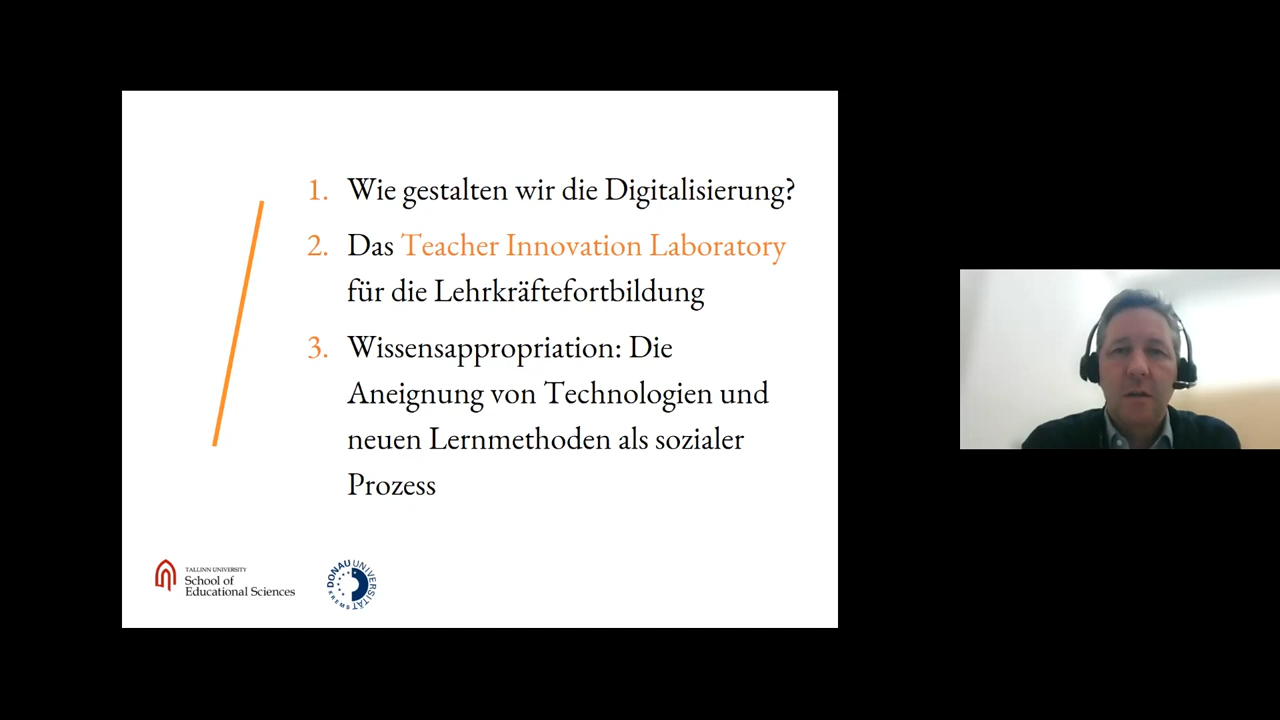 1. Wie gestalten wir die Digitalisierung?
2. Das Teacher Innovation Laboratory
für die Lehrkräftefortbildung
3. Wissensappropriation: Die
Aneignung von Technologien und
neuen Lernmethoden als sozialer
Prozess
TALLINN UNIVERSITY
School of
Educational Sciences
DONAU UNIVERSITÄT
KREMS